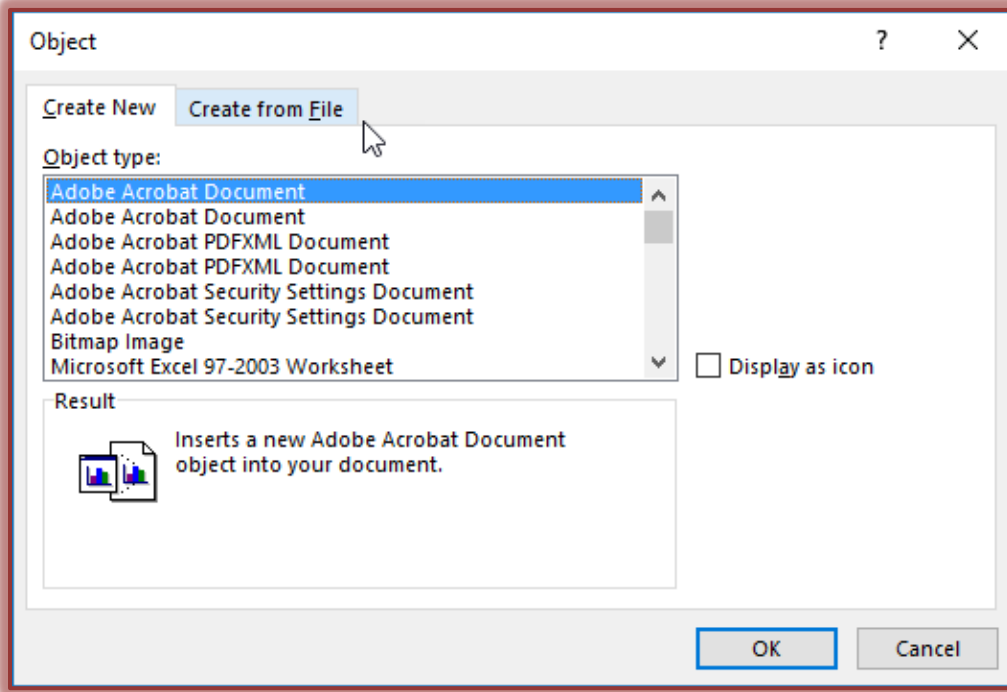 Object
?
Create New
Create from File
Object type:
Adobe Acrobat Document
Adobe Acrobat Document
Adobe Acrobat PDFXML Document
Adobe Acrobat PDFXML Document
Adobe Acrobat Security Settings Document
Adobe Acrobat Security Settings Document
Bitmap Image
Microsoft Excel 97-2003 Worksheet
Display as icon
Result
Inserts a new Adobe Acrobat Document
object into your document.
OK
Cancel